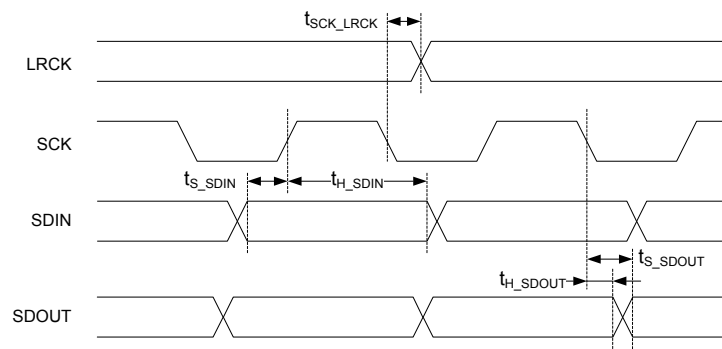 tSCK_LRCK
LRCK
SCK
tS_SDIN
tH_SDIN
SDIN
tS_SDOUT
tH_SDOUT
SDOUT